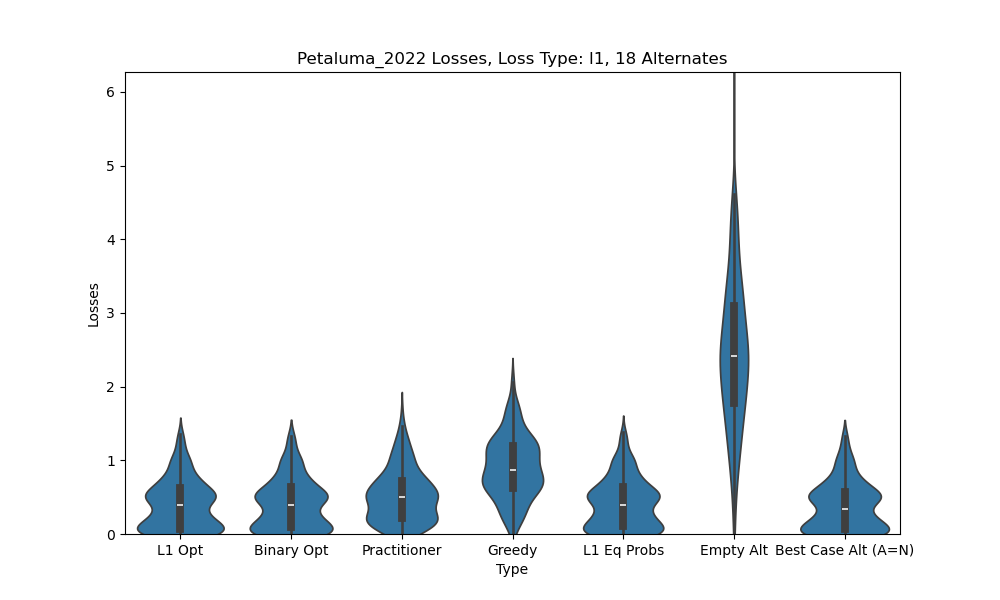 Petaluma_2022 Losses, Loss Type: l1, 18 Alternates
Losses
6
5
4
3
2
1
0
L1 Opt
Binary Opt
Practitioner
Greedy
L1 Eq Probs
Empty Alt
Best Case Alt (A=N)
Type